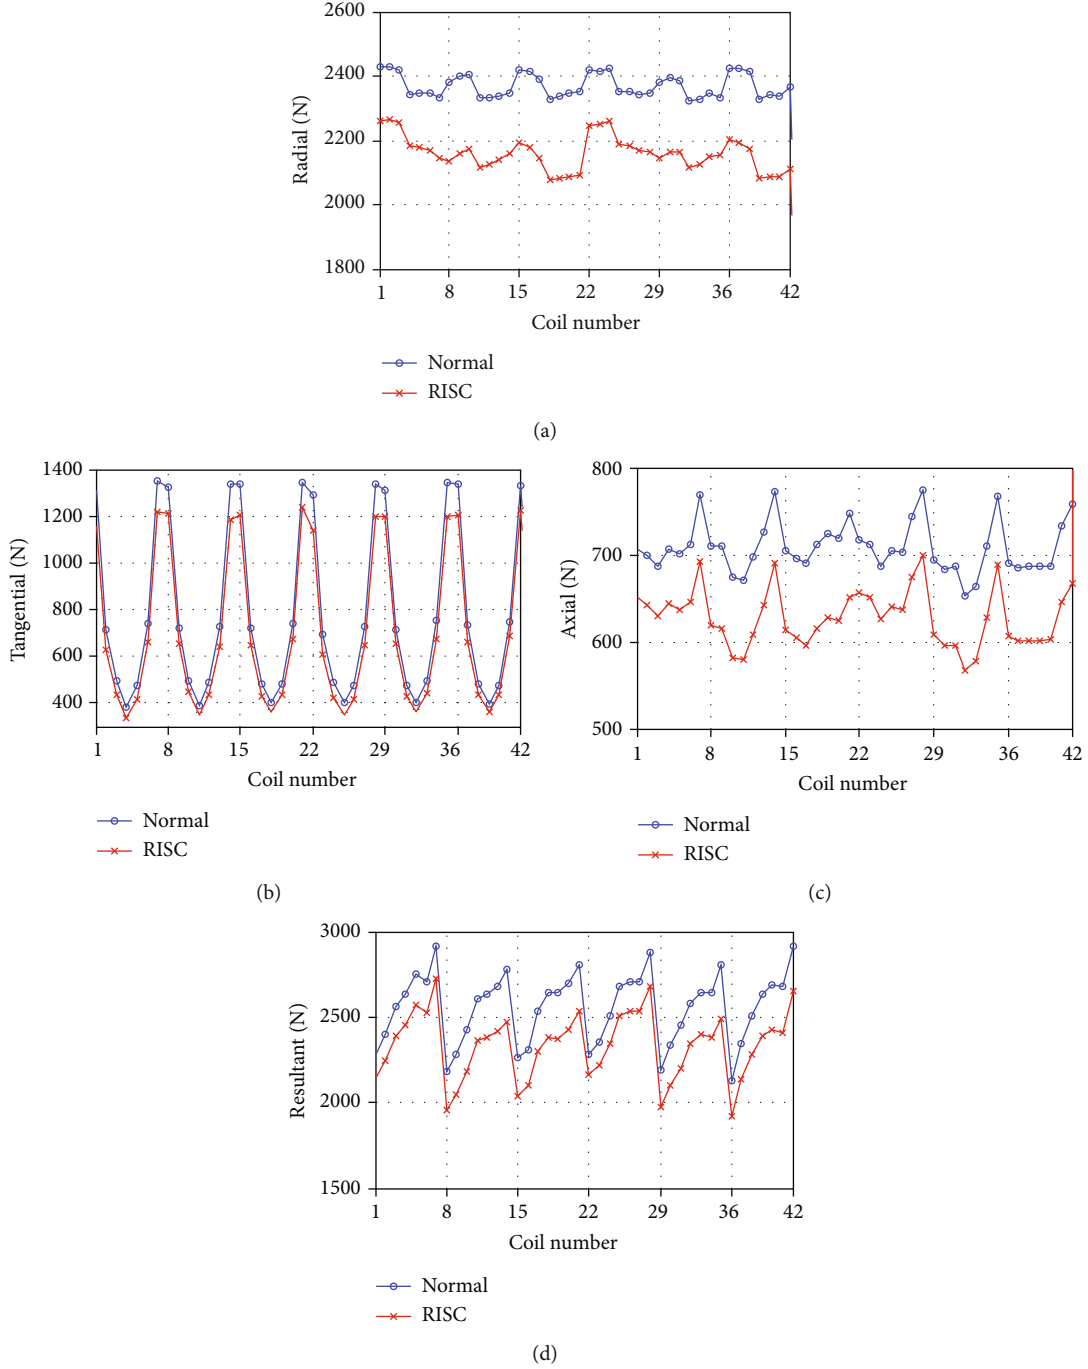 2600
2400
2200
2000
1800
Radial (N)
1 8 15 22 29 36 42
Coil number
Normal
RISC
(a)
1400
1200
1000
800
600
400
Tangential (N)
1 8 15 22 29 36 42
Coil number
Normal
RISC
(b)
800
700
600
500
Axial (N)
1 8 15 22 29 36 42
Coil number
Normal
RISC
(c)
3000
2500
2000
1500
Resultant (N)
1 8 15 22 29 36 42
Coil number
Normal
RISC
(d)